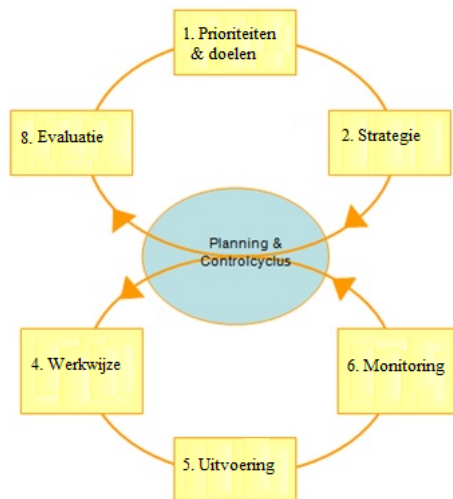 1. Prioriteiten
& doelen
8. Evaluatie
2. Strategie
Planning &
Controlcyclus
4. Werkwijze
6. Monitoring
5. Uitvoering